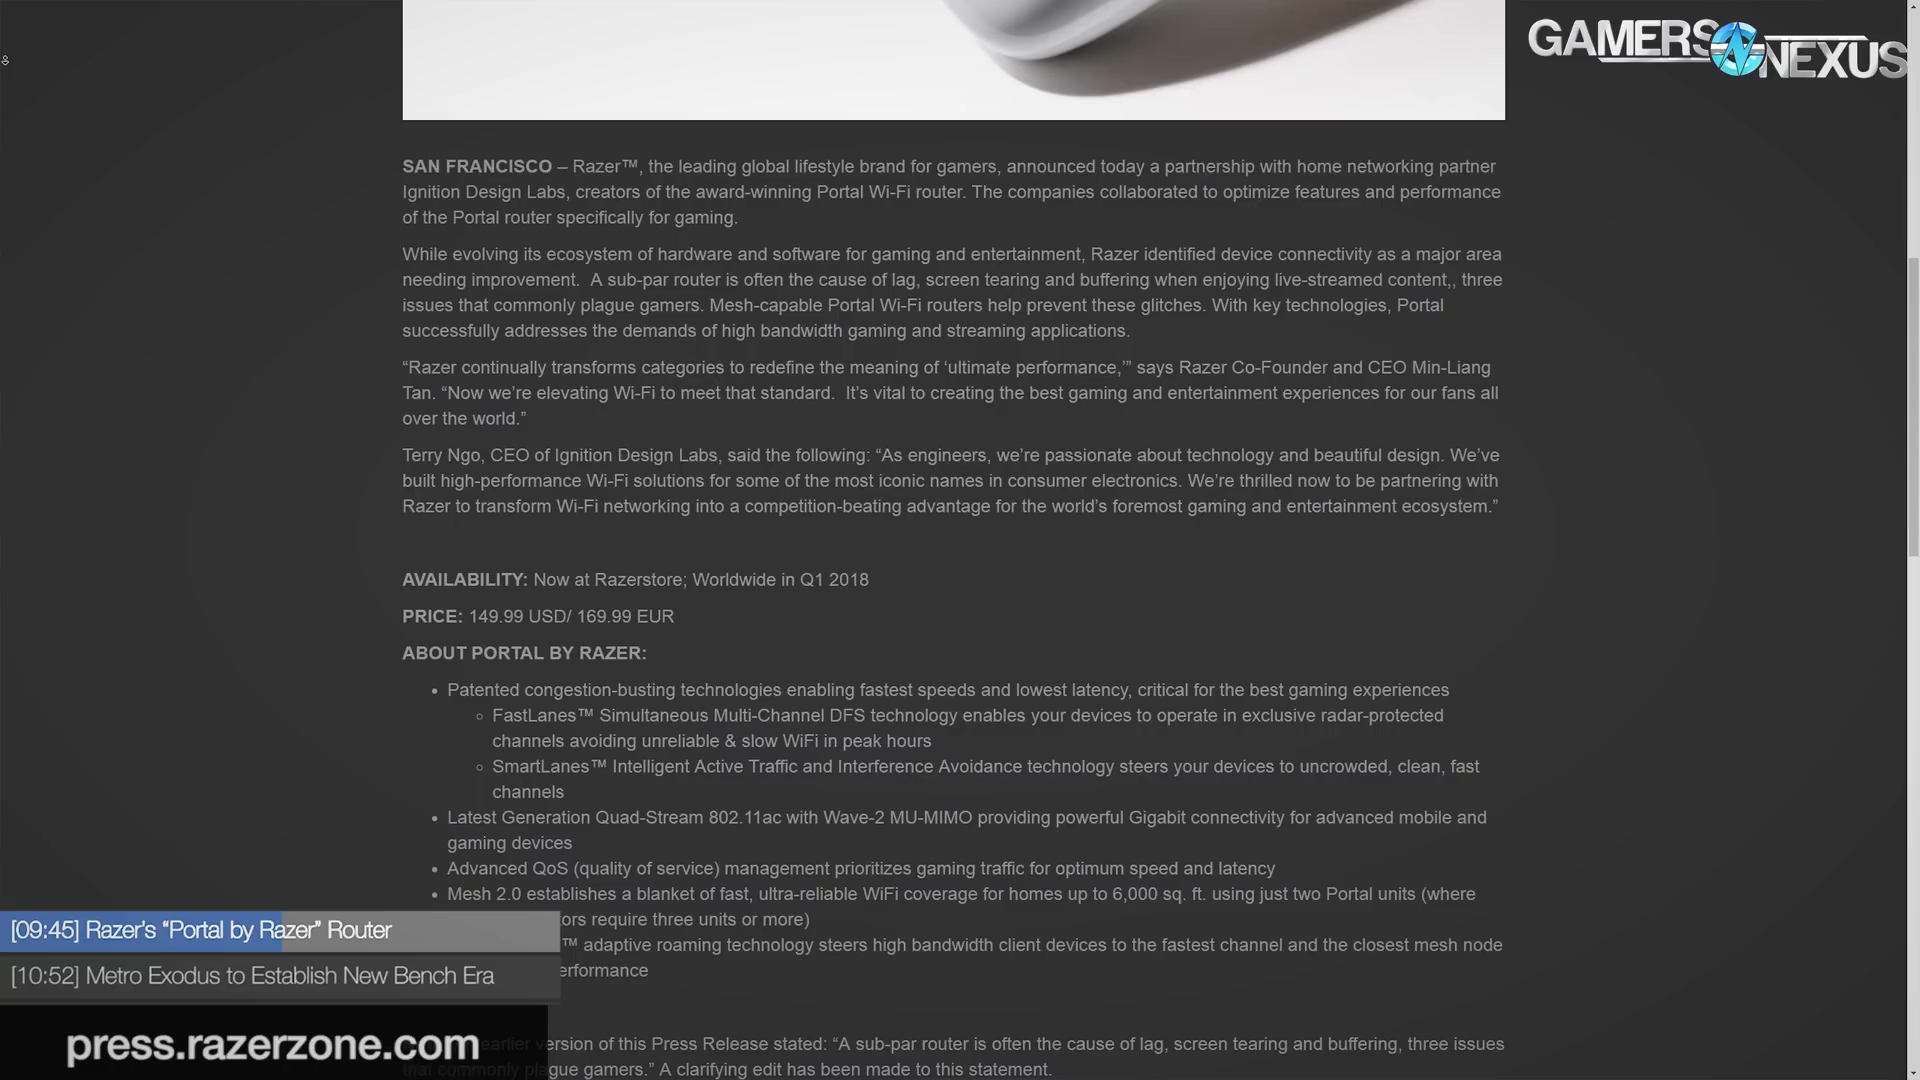 GAMERS NEXUS
SAN FRANCISCO – Razer™, the leading global lifestyle brand for gamers, announced today a partnership with home networking partner
Ignition Design Labs, creators of the award-winning Portal Wi-Fi router. The companies collaborated to optimize features and performance
of the Portal router specifically for gaming.
While evolving its ecosystem of hardware and software for gaming and entertainment, Razer identified device connectivity as a major area
needing improvement.  A sub-par router is often the cause of lag, screen tearing and buffering when enjoying live-streamed content,, three
issues that commonly plague gamers. Mesh-capable Portal Wi-Fi routers help prevent these glitches. With key technologies, Portal
successfully addresses the demands of high bandwidth gaming and streaming applications.
“Razer continually transforms categories to redefine the meaning of ‘ultimate performance,’” says Razer Co-Founder and CEO Min-Liang
Tan. “Now we’re elevating Wi-Fi to meet that standard.  It’s vital to creating the best gaming and entertainment experiences for our fans all
over the world.”
Terry Ngo, CEO of Ignition Design Labs, said the following: “As engineers, we’re passionate about technology and beautiful design. We’ve
built high-performance Wi-Fi solutions for some of the most iconic names in consumer electronics. We’re thrilled now to be partnering with
Razer to transform Wi-Fi networking into a competition-beating advantage for the world’s foremost gaming and entertainment ecosystem.”
AVAILABILITY: Now at Razerstore; Worldwide in Q1 2018
PRICE: 149.99 USD/ 169.99 EUR
ABOUT PORTAL BY RAZER:
• Patented congestion-busting technologies enabling fastest speeds and lowest latency, critical for the best gaming experiences
◦ FastLanes™ Simultaneous Multi-Channel DFS technology enables your devices to operate in exclusive radar-protected
channels avoiding unreliable & slow WiFi in peak hours
◦ SmartLanes™ Intelligent Active Traffic and Interference Avoidance technology steers your devices to uncrowded, clean, fast
channels
• Latest Generation Quad-Stream 802.11ac with Wave-2 MU-MIMO providing powerful Gigabit connectivity for advanced mobile and
gaming devices
• Advanced QoS (quality of service) management prioritizes gaming traffic for optimum speed and latency
• Mesh 2.0 establishes a blanket of fast, ultra-reliable WiFi coverage for homes up to 6,000 sq. ft. using just two Portal units (where
tors require three units or more)
™ adaptive roaming technology steers high bandwidth client devices to the fastest channel and the closest mesh node
erformance
earlier version of this Press Release stated: “A sub-par router is often the cause of lag, screen tearing and buffering, three issues
that commonly plague gamers.” A clarifying edit has been made to this statement.
[09:45] Razer’s “Portal by Razer” Router
[10:52] Metro Exodus to Establish New Bench Era
press.razerzone.com